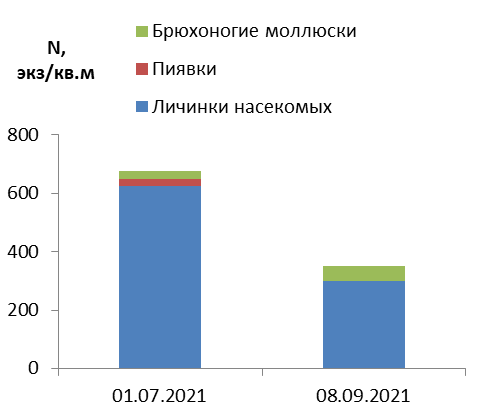 N,
экз/кв.м
Брюхоногие моллюски
Пиявки
Личинки насекомых
800
600
400
200
0
01.07.2021
08.09.2021